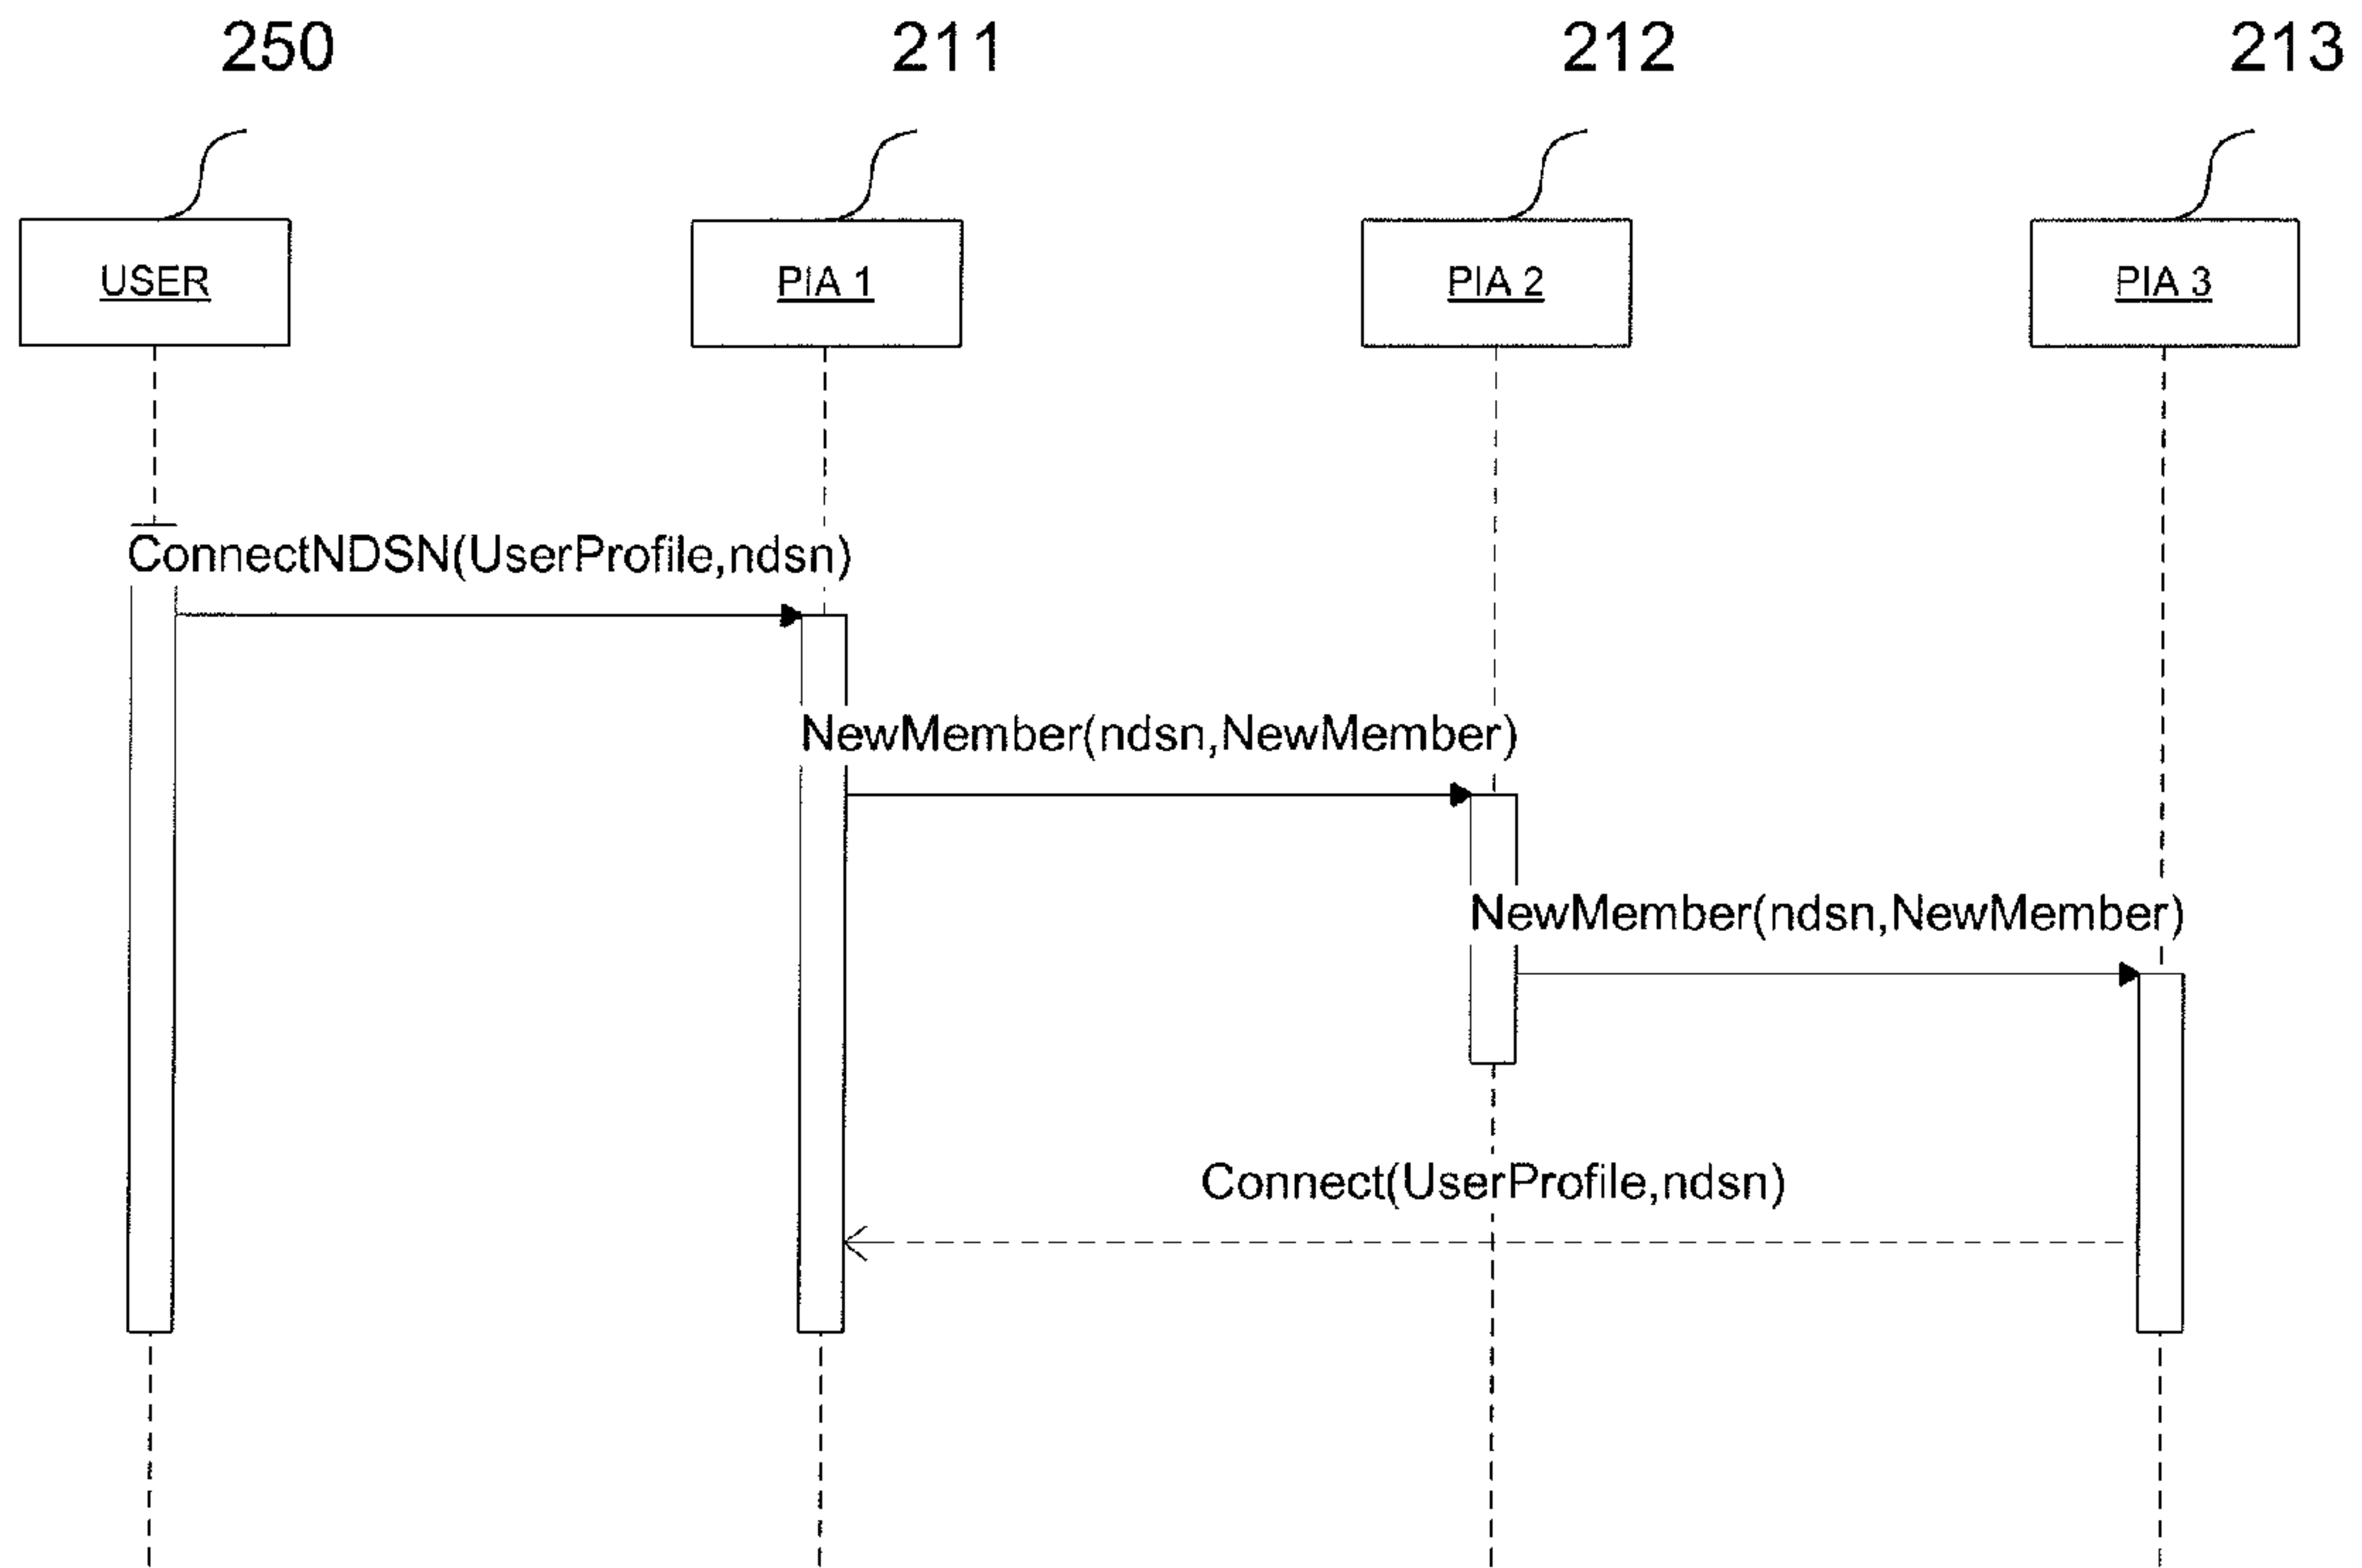 250
211
212
213
USER
PIA 1
PIA 2
PIA 3
ConnectNDSN(UserProfile,ndsn)
NewMember(ndsn,NewMember)
NewMember(ndsn,NewMember)
Connect(UserProfile,ndsn)